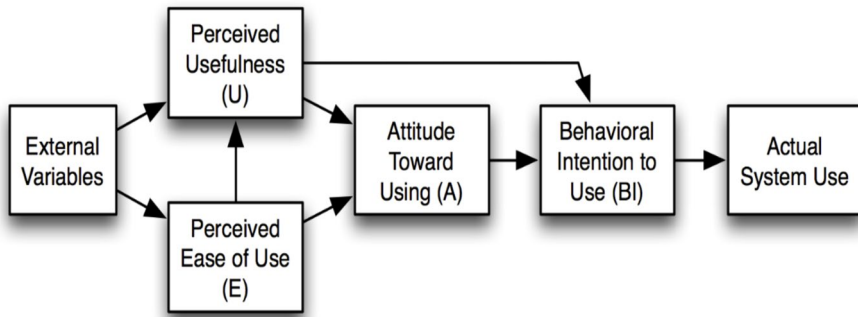 External
Variables
Perceived
Usefulness
(U)
Perceived
Ease of Use
(E)
Attitude
Toward
Using (A)
Behavioral
Intention to
Use (BI)
Actual
System Use